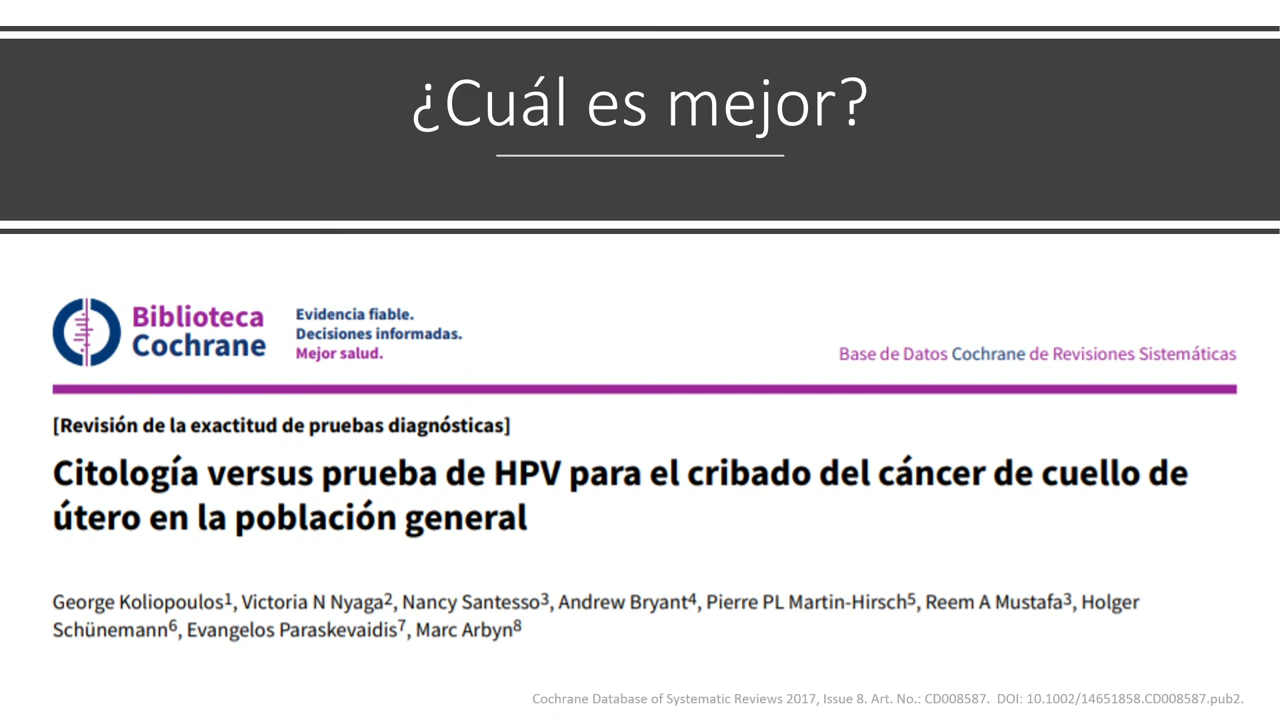 ¿Cuál es mejor?
Biblioteca
Cochrane
Evidencia fiable.
Decisiones informadas.
Mejor salud.
Base de Datos Cochrane de Revisiones Sistemáticas
[Revisión de la exactitud de pruebas diagnósticas]
Citología versus prueba de HPV para el cribado del cáncer de cuello de
útero en la población general
George Koliopoulos1, Victoria N Nyaga2, Nancy Santesso3, Andrew Bryant4, Pierre PL Martin-Hirsch5, Reem A Mustafa3, Holger
Schünemann6, Evangelos Paraskevaidis7, Marc Arbyn8
Cochrane Database of Systematic Reviews 2017, Issue 8. Art. No.: CD008587. DOI: 10.1002/14651858.CD008587.pub2.